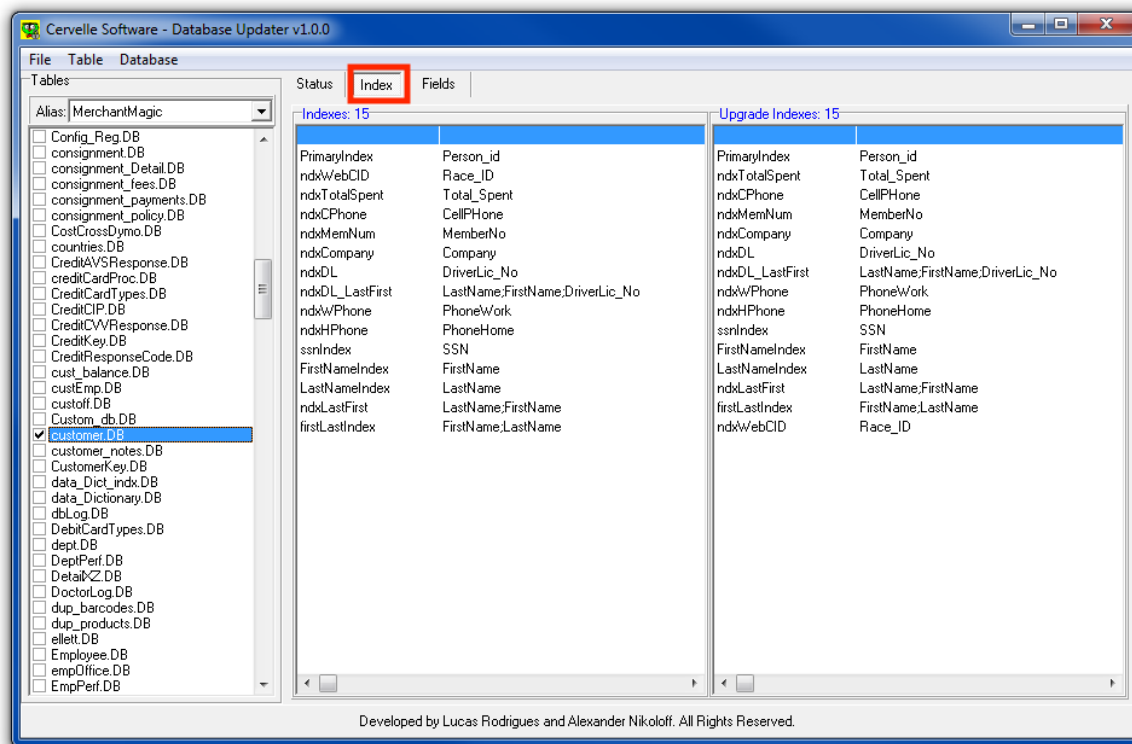 Cervelle Software - Database Updater v1.0.0
File Table Database
Tables
Alias: MerchantMagic
Config_Reg.DB
consignment.DB
consignment_Detail.DB
consignment_fees.DB
consignment_payments.DB
consignment_policy.DB
CostCrossDymo.DB
countries.DB
CreditAVSResponse.DB
creditCardProc.DB
CreditCardTypes.DB
CreditCIP.DB
CreditCVVResponse.DB
CreditKey.DB
CreditResponseCode.DB
cust_balance.DB
custEmp.DB
custoff.DB
Custom_db.DB
customer.DB
customer_notes.DB
CustomerKey.DB
data_Dict_indx.DB
data_Dictionary.DB
dbLog.DB
DebitCardTypes.DB
dept.DB
DeptPerf.DB
DetailXZ.DB
DoctorLog.DB
dup_barcodes.DB
dup_products.DB
ellett.DB
Employee.DB
empOffice.DB
EmpPerf.DB
Status Index Fields
Indexes: 15
PrimaryIndex Person_id
ndxWebCID Race_ID
ndxTotalSpent Total_Spent
ndxCPhone CellPHone
ndxMemNum MemberNo
ndxCompany Company
ndxDL DriverLic_No
ndxDL_LastFirst LastName;FirstName;DriverLic_No
ndxWPhone PhoneWork
ndxHPhone PhoneHome
ssnIndex SSN
FirstNameIndex FirstName
LastNameIndex LastName
ndxLastFirst LastName;FirstName
firstLastIndex FirstName;LastName
Upgrade Indexes: 15
PrimaryIndex Person_id
ndxTotalSpent Total_Spent
ndxCPhone CellPHone
ndxMemNum MemberNo
ndxCompany Company
ndxDL DriverLic_No
ndxDL_LastFirst LastName;FirstName;DriverLic_No
ndxWPhone PhoneWork
ndxHPhone PhoneHome
ssnIndex SSN
FirstNameIndex FirstName
LastNameIndex LastName
ndxLastFirst LastName;FirstName
firstLastIndex FirstName;LastName
ndxWebCID Race_ID
Developed by Lucas Rodrigues and Alexander Nikoloff. All Rights Reserved.